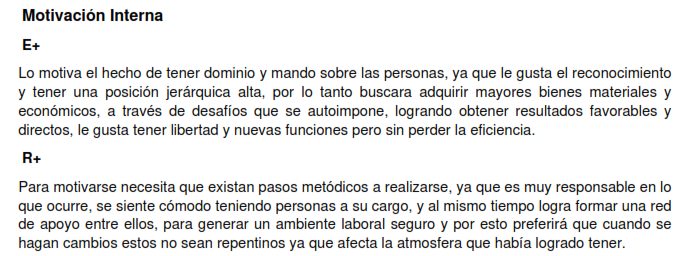 Motivación Interna
E+
Lo motiva el hecho de tener dominio y mando sobre las personas, ya que le gusta el reconocimiento
y tener una posición jerárquica alta, por lo tanto buscara adquirir mayores bienes materiales y
económicos, a través de desafíos que se autoimpone, logrando obtener resultados favorables y
directos, le gusta tener libertad y nuevas funciones pero sin perder la eficiencia.
R+
Para motivarse necesita que existan pasos metódicos a realizarse, ya que es muy responsable en lo
que ocurre, se siente cómodo teniendo personas a su cargo, y al mismo tiempo logra formar una red
de apoyo entre ellos, para generar un ambiente laboral seguro y por esto preferirá que cuando se
hagan cambios estos no sean repentinos ya que afecta la atmosfera que había logrado tener.